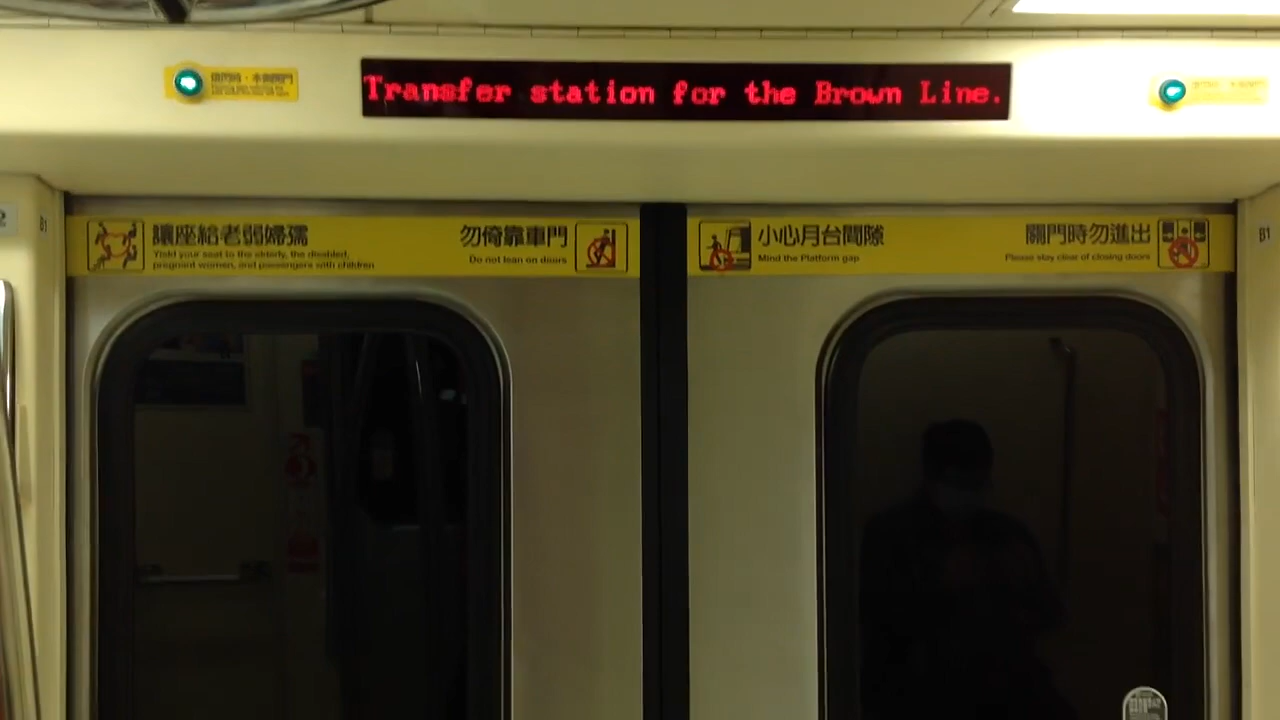 Transfer station for the Brown Line.
B1
讓座給老弱婦孺
Yield your seat to the elderly, the disabled,
pregnant women, and passengers with children
勿倚靠車門
Do not lean on doors
小心月台間隙
Mind the Platform gap
關門時勿進出
Please stay clear of closing doors
B1